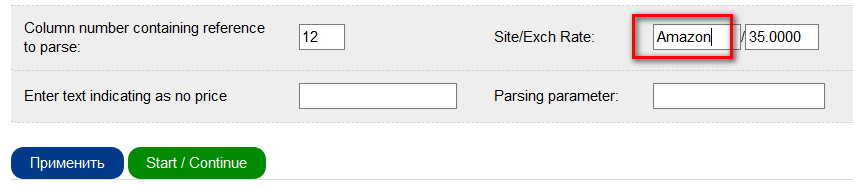 Column number containing reference
to parse:
12
Site/Exch Rate:
Amazon
/
35.0000
Enter text indicating as no price
Parsing parameter:
Применить
Start / Continue